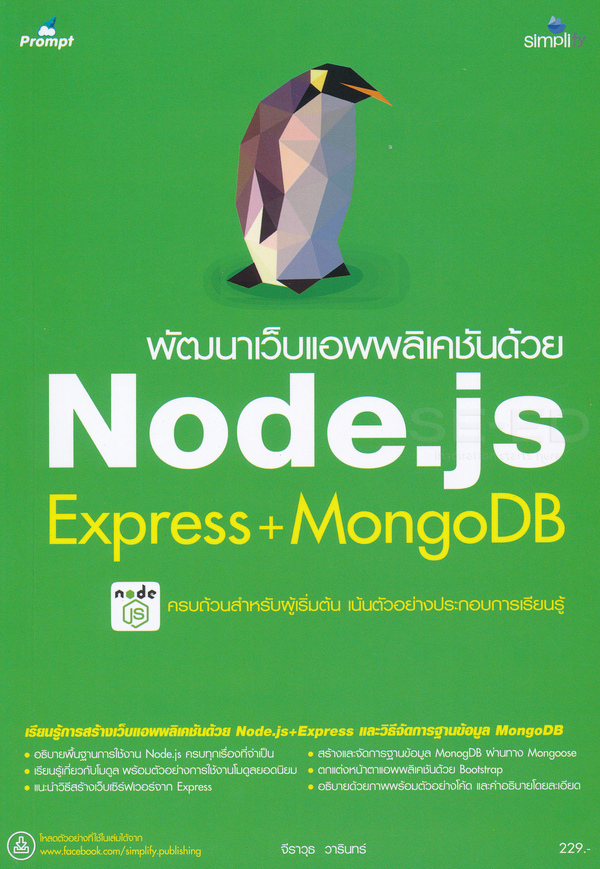 Prompt
simplify
พัฒนาเว็บแอพพลิเคชันด้วย
Node.js
SE-ED
Express + MongoDB
node
JS
ครบถ้วนสำหรับผู้เริ่มต้น เน้นตัวอย่างประกอบการเรียนรู้
เรียนรู้การสร้างเว็บแอพพลิเคชันด้วย Node.js+Express และวิธีจัดการฐานข้อมูล MongoDB
• อธิบายพื้นฐานการใช้งาน Node.js ครบทุกเรื่องที่จำเป็น
• เรียนรู้เกี่ยวกับโมดูล พร้อมตัวอย่างการใช้งานโมดูลยอดนิยม
• แนะนำวิธีสร้างเว็บเซิร์ฟเวอร์จาก Express
• สร้างและจัดการฐานข้อมูล MonogDB ผ่านทาง Mongoose
• ตกแต่งหน้าตาแอพพลิเคชันด้วย Bootstrap
• อธิบายด้วยภาพพร้อมตัวอย่างโค้ด และคำอธิบายโดยละเอียด
โหลดตัวอย่างที่ใช้ในเล่มได้จาก
www.facebook.com/simplify.publishing
จีราวุธ วารินทร์
229.-